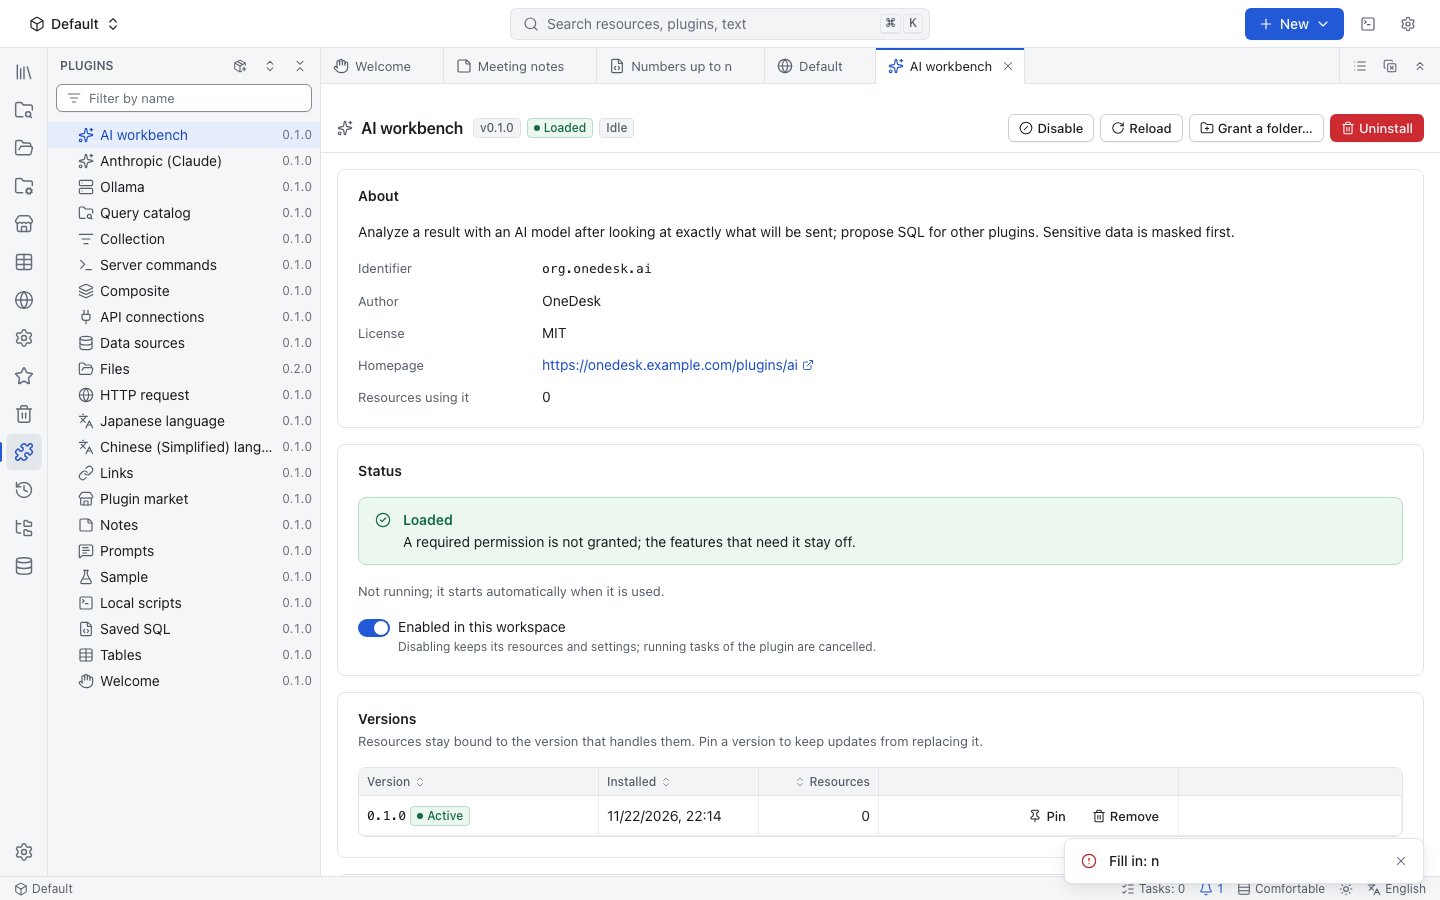 Default
Search resources, plugins, text
⌘ K
New
PLUGINS
Filter by name
AI workbench 0.1.0
Anthropic (Claude) 0.1.0
Ollama 0.1.0
Query catalog 0.1.0
Collection 0.1.0
Server commands 0.1.0
Composite 0.1.0
API connections 0.1.0
Data sources 0.1.0
Files 0.2.0
HTTP request 0.1.0
Japanese language 0.1.0
Chinese (Simplified) lang... 0.1.0
Links 0.1.0
Plugin market 0.1.0
Notes 0.1.0
Prompts 0.1.0
Sample 0.1.0
Local scripts 0.1.0
Saved SQL 0.1.0
Tables 0.1.0
Welcome 0.1.0
Welcome
Meeting notes
Numbers up to n
Default
AI workbench
AI workbench v0.1.0 Loaded Idle
Disable
Reload
Grant a folder...
Uninstall
About
Analyze a result with an AI model after looking at exactly what will be sent; propose SQL for other plugins. Sensitive data is masked first.
Identifier org.onedesk.ai
Author OneDesk
License MIT
Homepage https://onedesk.example.com/plugins/ai
Resources using it 0
Status
Loaded
A required permission is not granted; the features that need it stay off.
Not running; it starts automatically when it is used.
Enabled in this workspace
Disabling keeps its resources and settings; running tasks of the plugin are cancelled.
Versions
Resources stay bound to the version that handles them. Pin a version to keep updates from replacing it.
Version Installed Resources
0.1.0 Active 11/22/2026, 22:14 0 Pin Remove
Fill in: n
Default
Tasks: 0
1
Comfortable
English